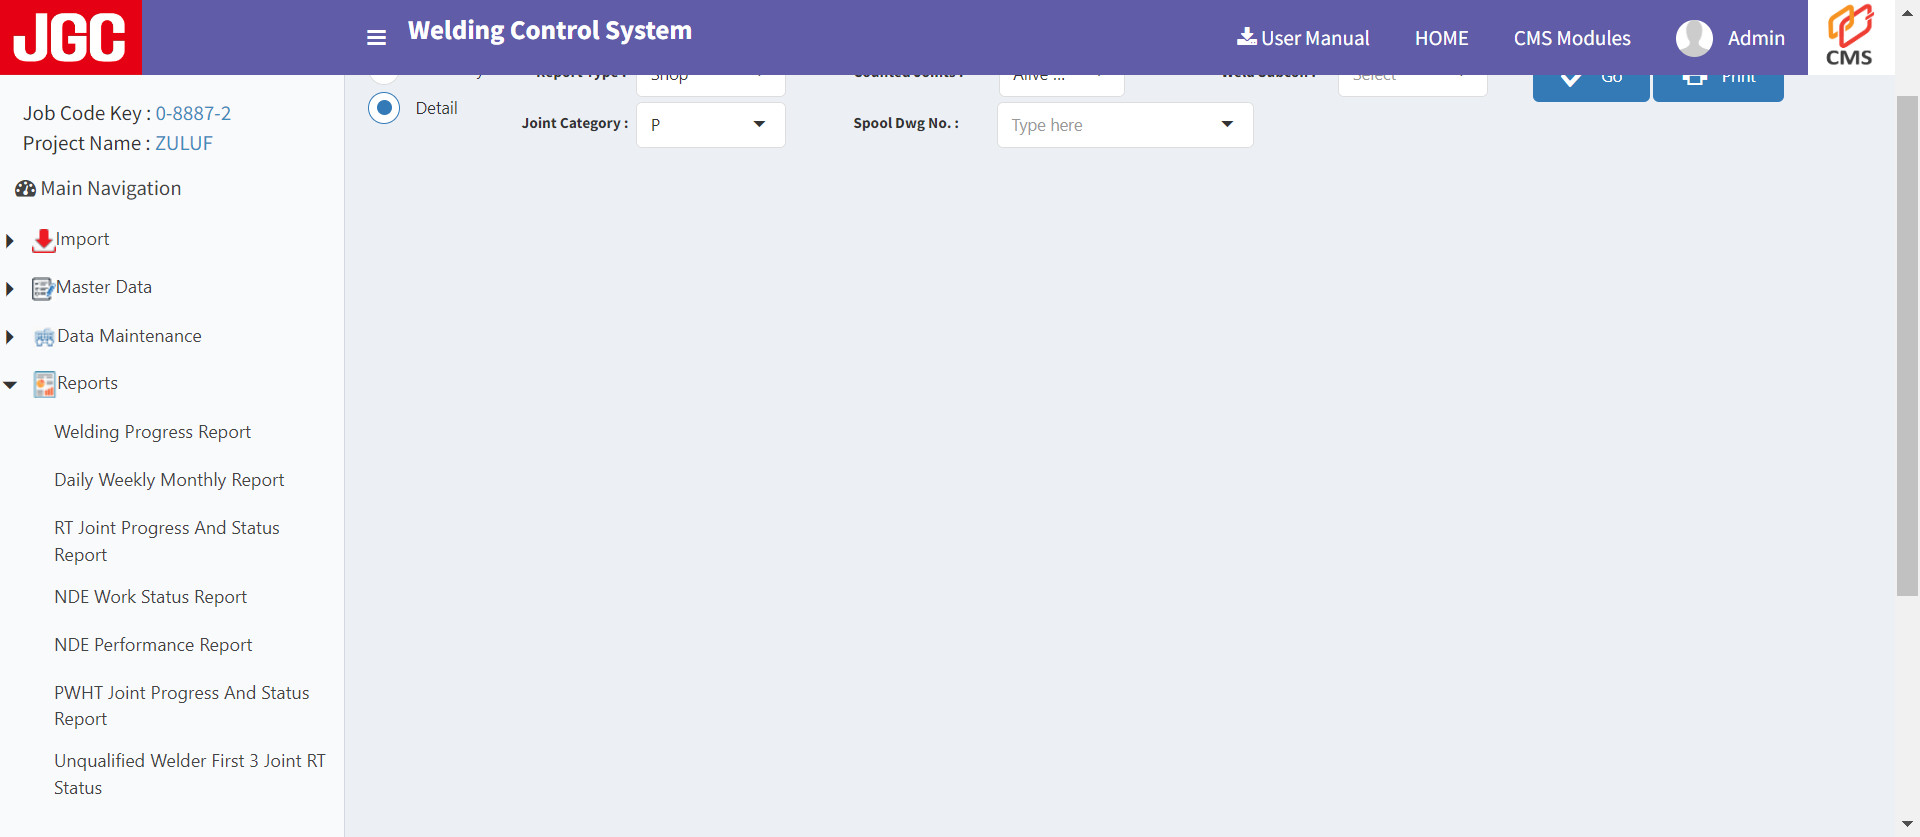 JGC
Welding Control System
User Manual
HOME
CMS Modules
Admin
CMS
Job Code Key : 0-8887-2
Project Name : ZULUF
Main Navigation
Import
Master Data
Data Maintenance
Reports
Welding Progress Report
Daily Weekly Monthly Report
RT Joint Progress And Status
Report
NDE Work Status Report
NDE Performance Report
PWHT Joint Progress And Status
Report
Unqualified Welder First 3 Joint RT
Status
Report Type : Shop
Counted Joints : Alive ...
Weld Subcon : Select
Go
Print
Detail
Joint Category : P
Spool Dwg No. : Type here